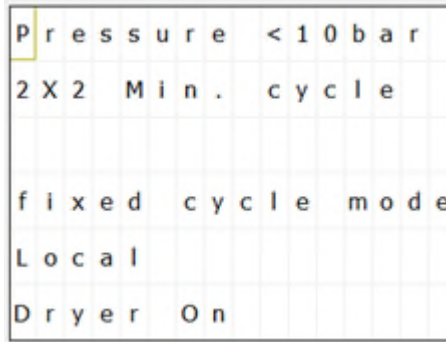 Pressure <10bar
2X2 Min. cycle
fixed cycle mode
Local
Dryer On